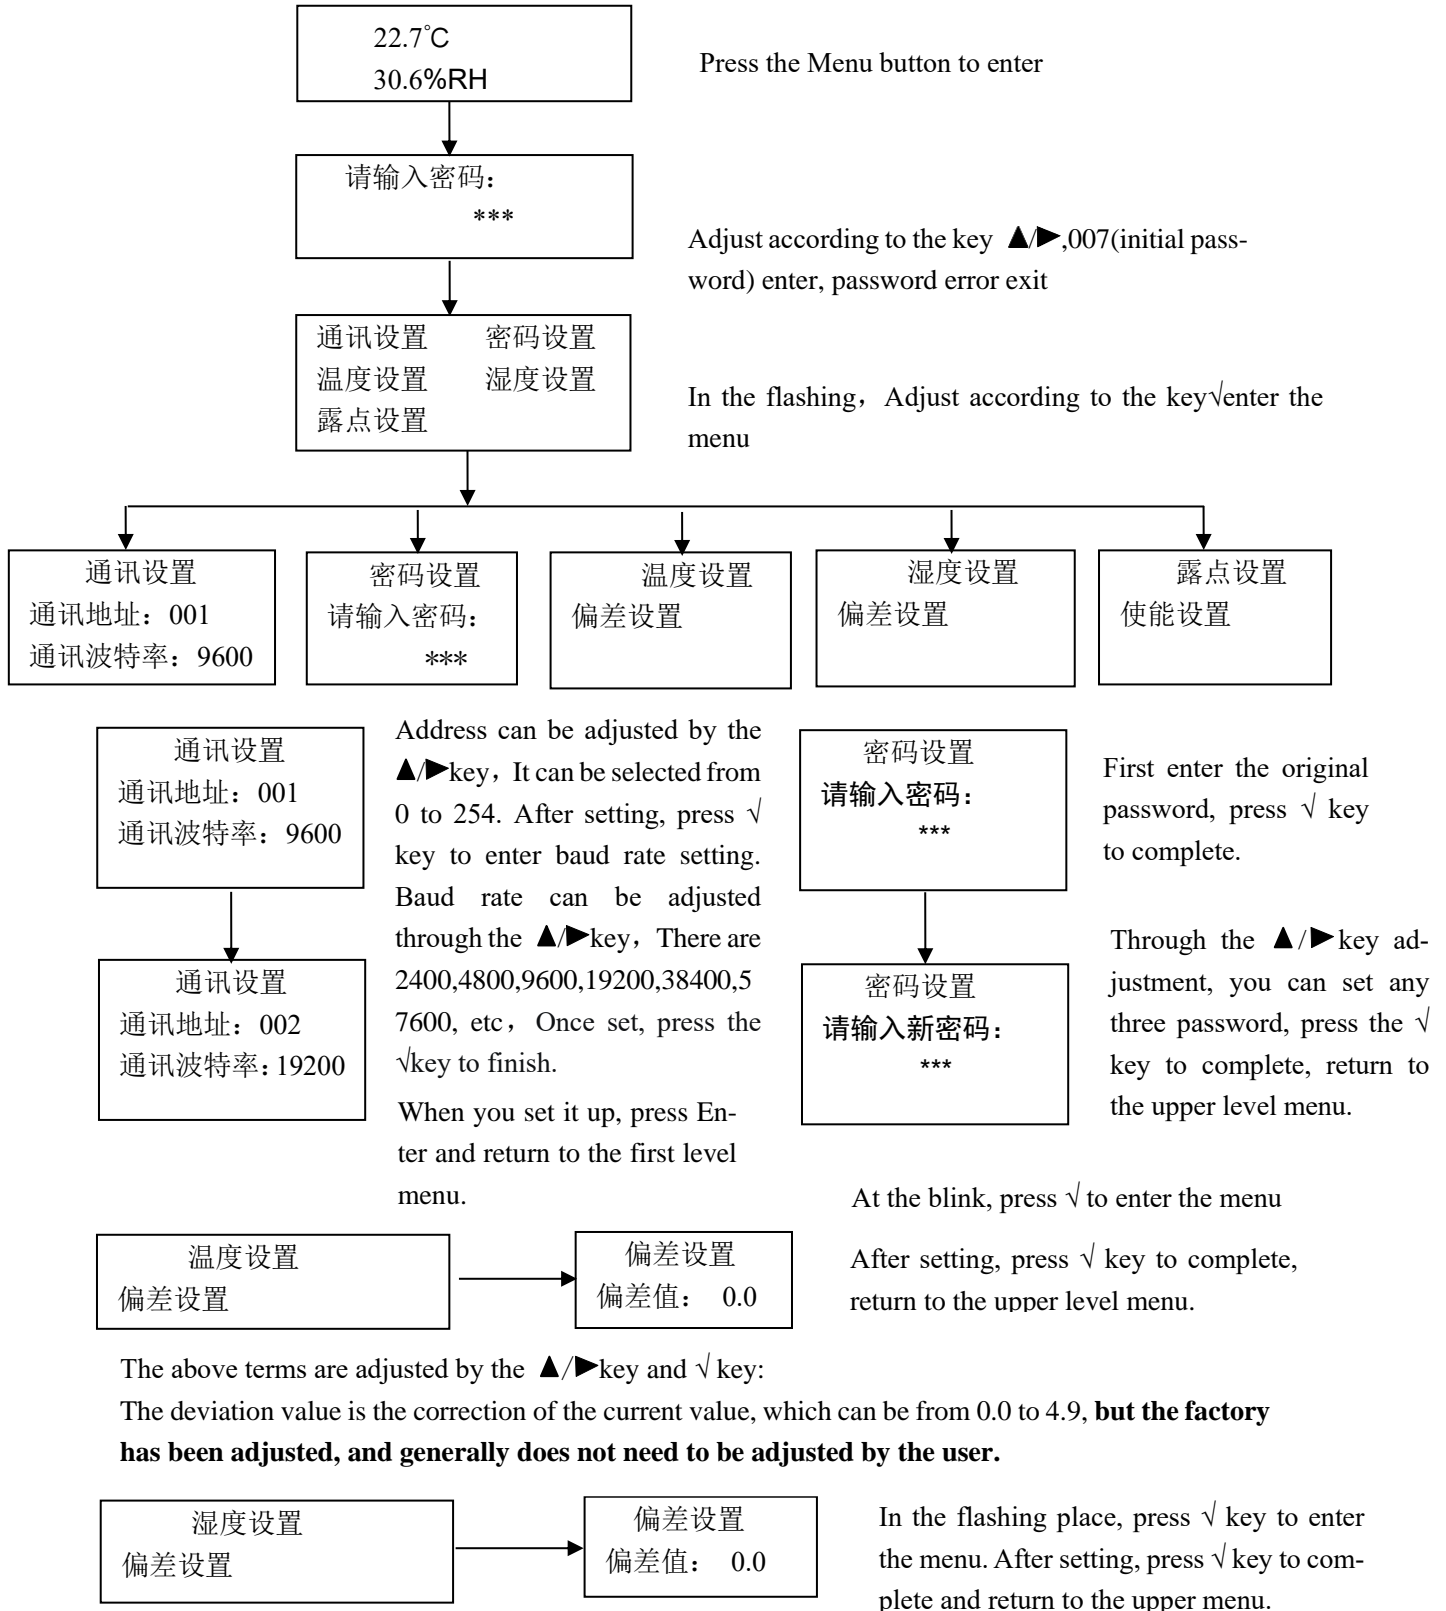 22.7℃
30.6%RH
Press the Menu button to enter
请输入密码：
***
Adjust according to the key ▲/▶,007(initial pass-
word) enter, password error exit
通讯设置 密码设置
温度设置 湿度设置
露点设置
In the flashing，Adjust according to the key√enter the
menu
通讯设置
通讯地址：001
通讯波特率：9600
密码设置
请输入密码：
***
温度设置
偏差设置
湿度设置
偏差设置
露点设置
使能设置
通讯设置
通讯地址：001
通讯波特率：9600
通讯设置
通讯地址：002
通讯波特率：19200
Address can be adjusted by the
▲/▶key，It can be selected from
0 to 254. After setting, press √
key to enter baud rate setting.
Baud rate can be adjusted
through the ▲/▶key，There are
2400,4800,9600,19200,38400,5
7600, etc，Once set, press the
√key to finish.
When you set it up, press En-
ter and return to the first level
menu.
密码设置
请输入密码：
***
密码设置
请输入新密码：
***
First enter the original
password, press √ key
to complete.
Through the ▲/▶key ad-
justment, you can set any
three password, press the √
key to complete, return to
the upper level menu.
At the blink, press √ to enter the menu
温度设置
偏差设置
偏差设置
偏差值： 0.0
After setting, press √ key to complete,
return to the upper level menu.
The above terms are adjusted by the ▲/▶key and √ key:
The deviation value is the correction of the current value, which can be from 0.0 to 4.9, but the factory
has been adjusted, and generally does not need to be adjusted by the user.
湿度设置
偏差设置
偏差设置
偏差值： 0.0
In the flashing place, press √ key to enter
the menu. After setting, press √ key to com-
plete and return to the upper menu.